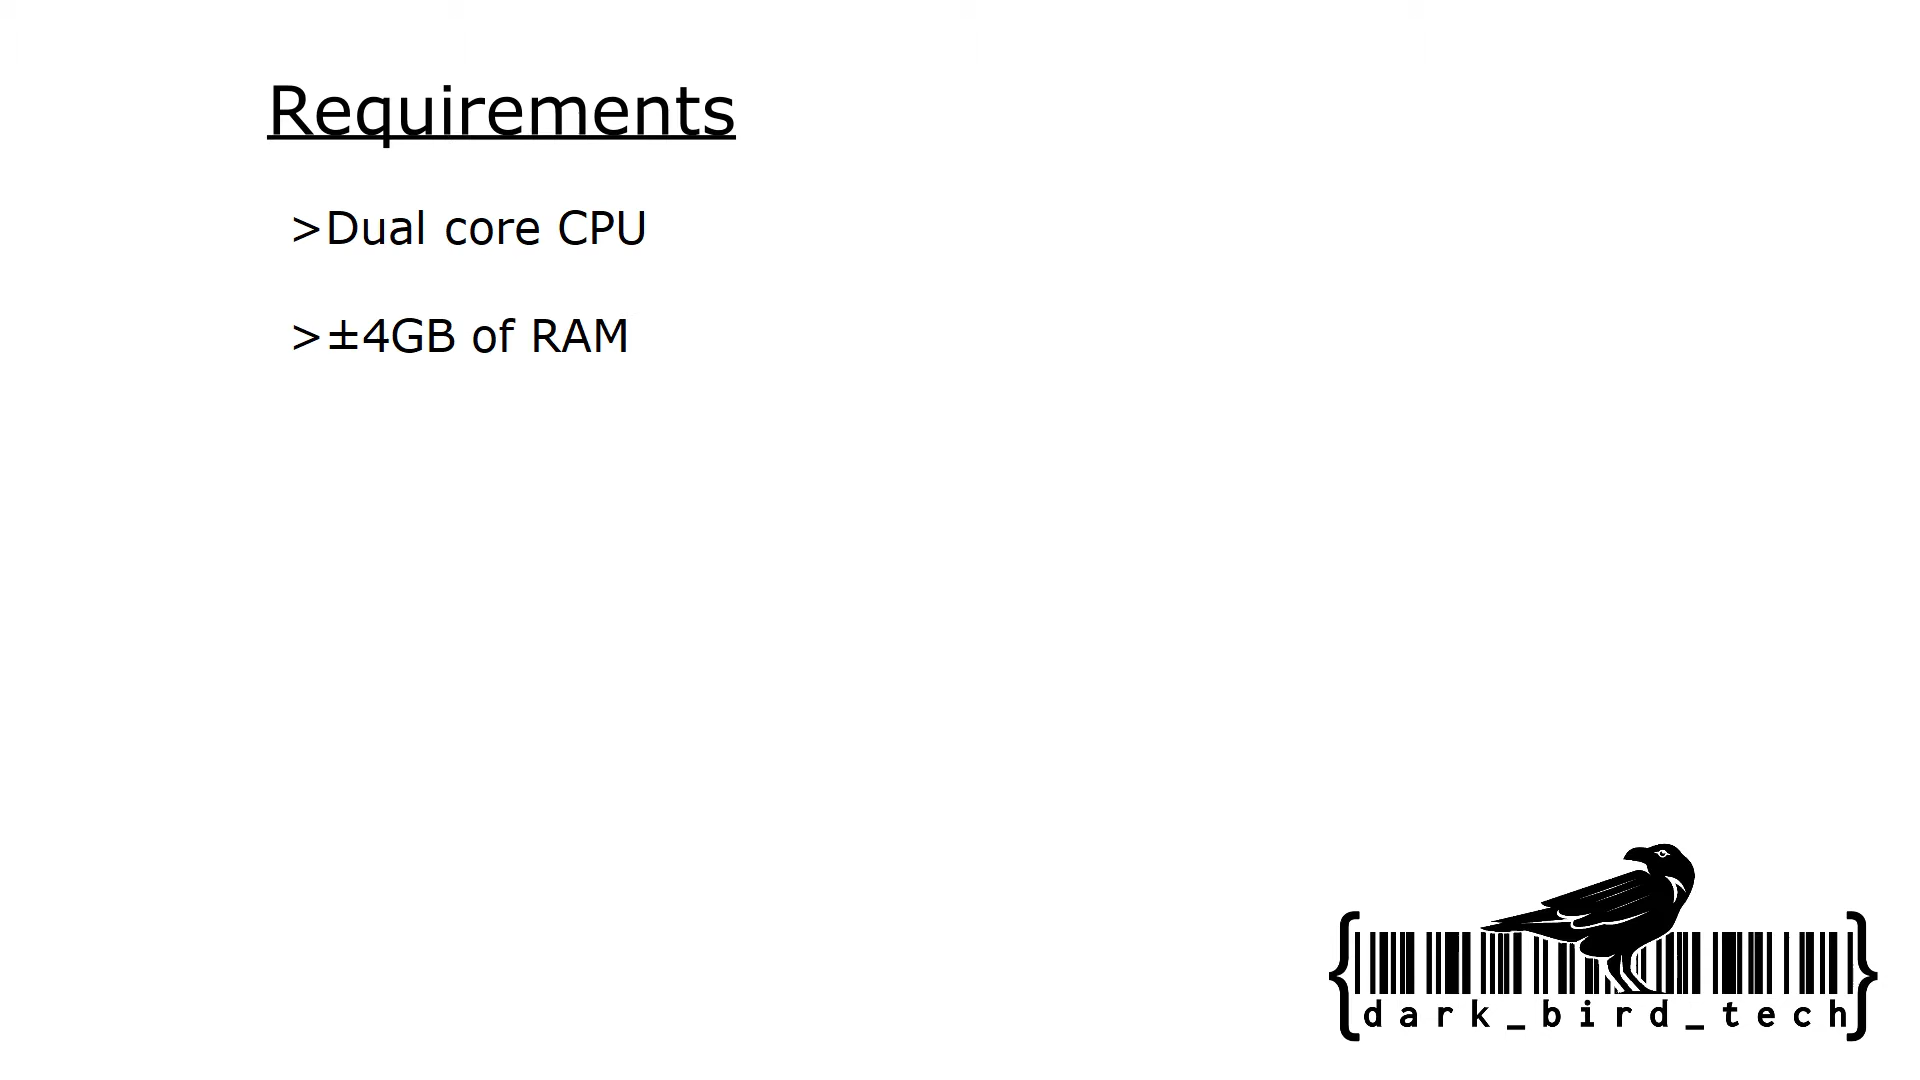 Requirements
>Dual core CPU
>±4GB of RAM
{dark_bird_tech}